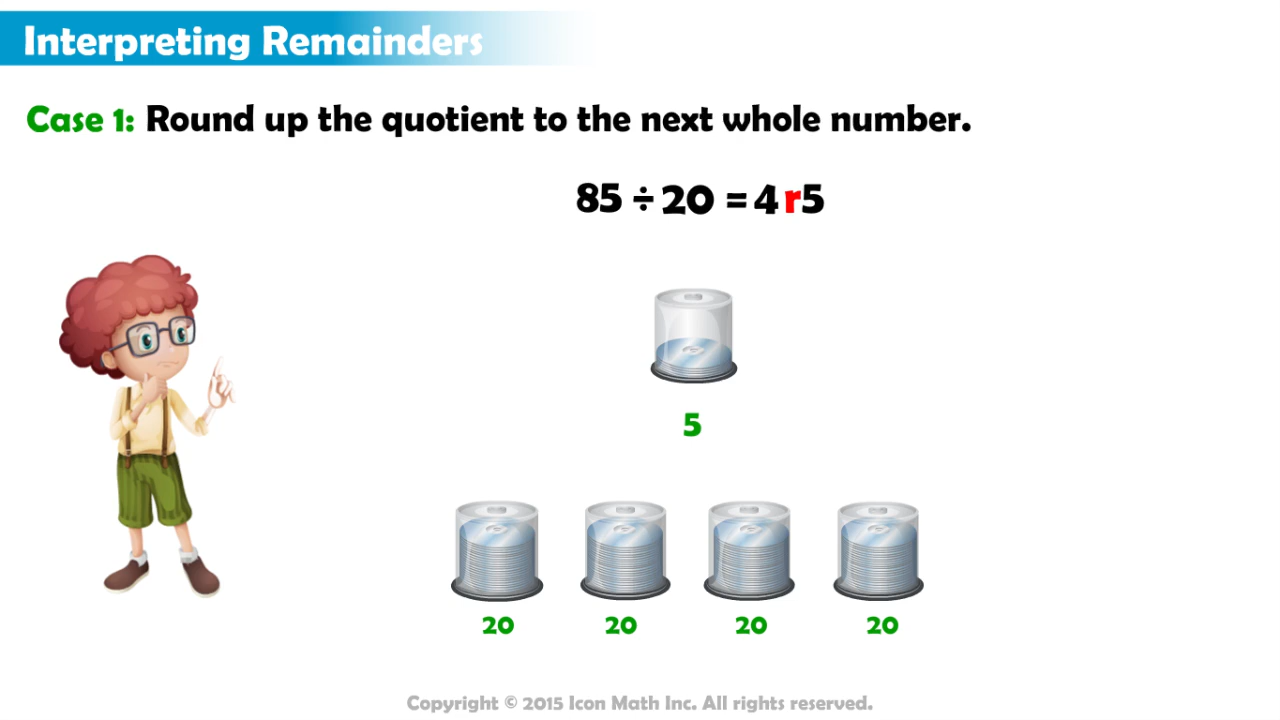 Interpreting Remainders
Case 1: Round up the quotient to the next whole number.
85 ÷ 20 = 4 r5
5
20 20 20 20
Copyright © 2015 Icon Math Inc. All rights reserved.